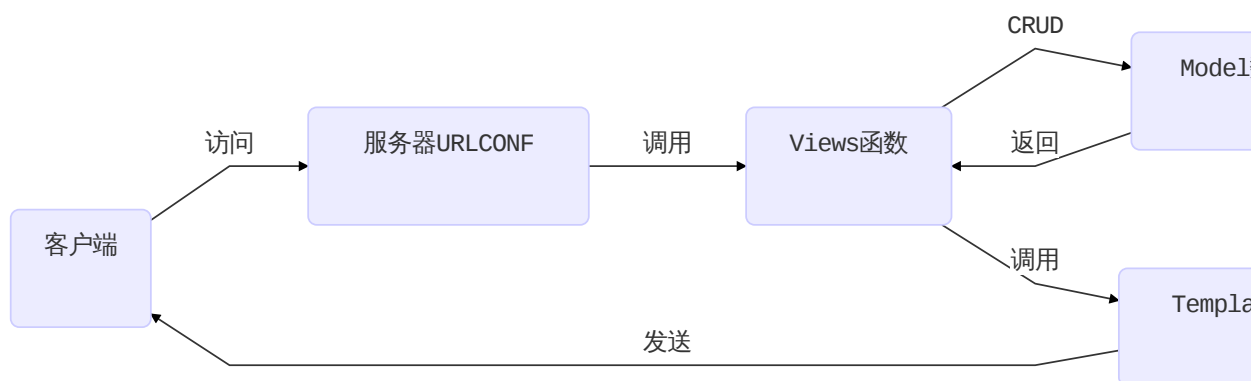 CRUD
Model
访问
服务器URLCONF
调用
Views函数
返回
客户端
调用
Templa
发送